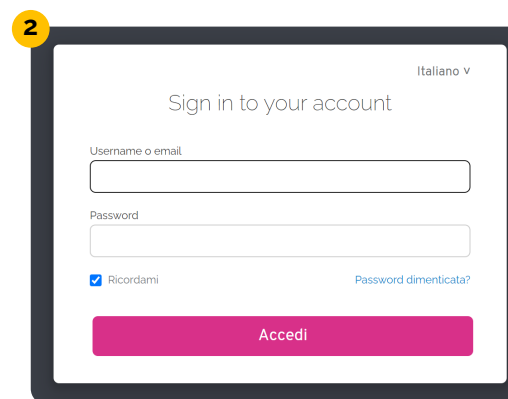 2
Italiano ˅
Sign in to your account
Username o email
Password
Ricordami
Password dimenticata?
Accedi